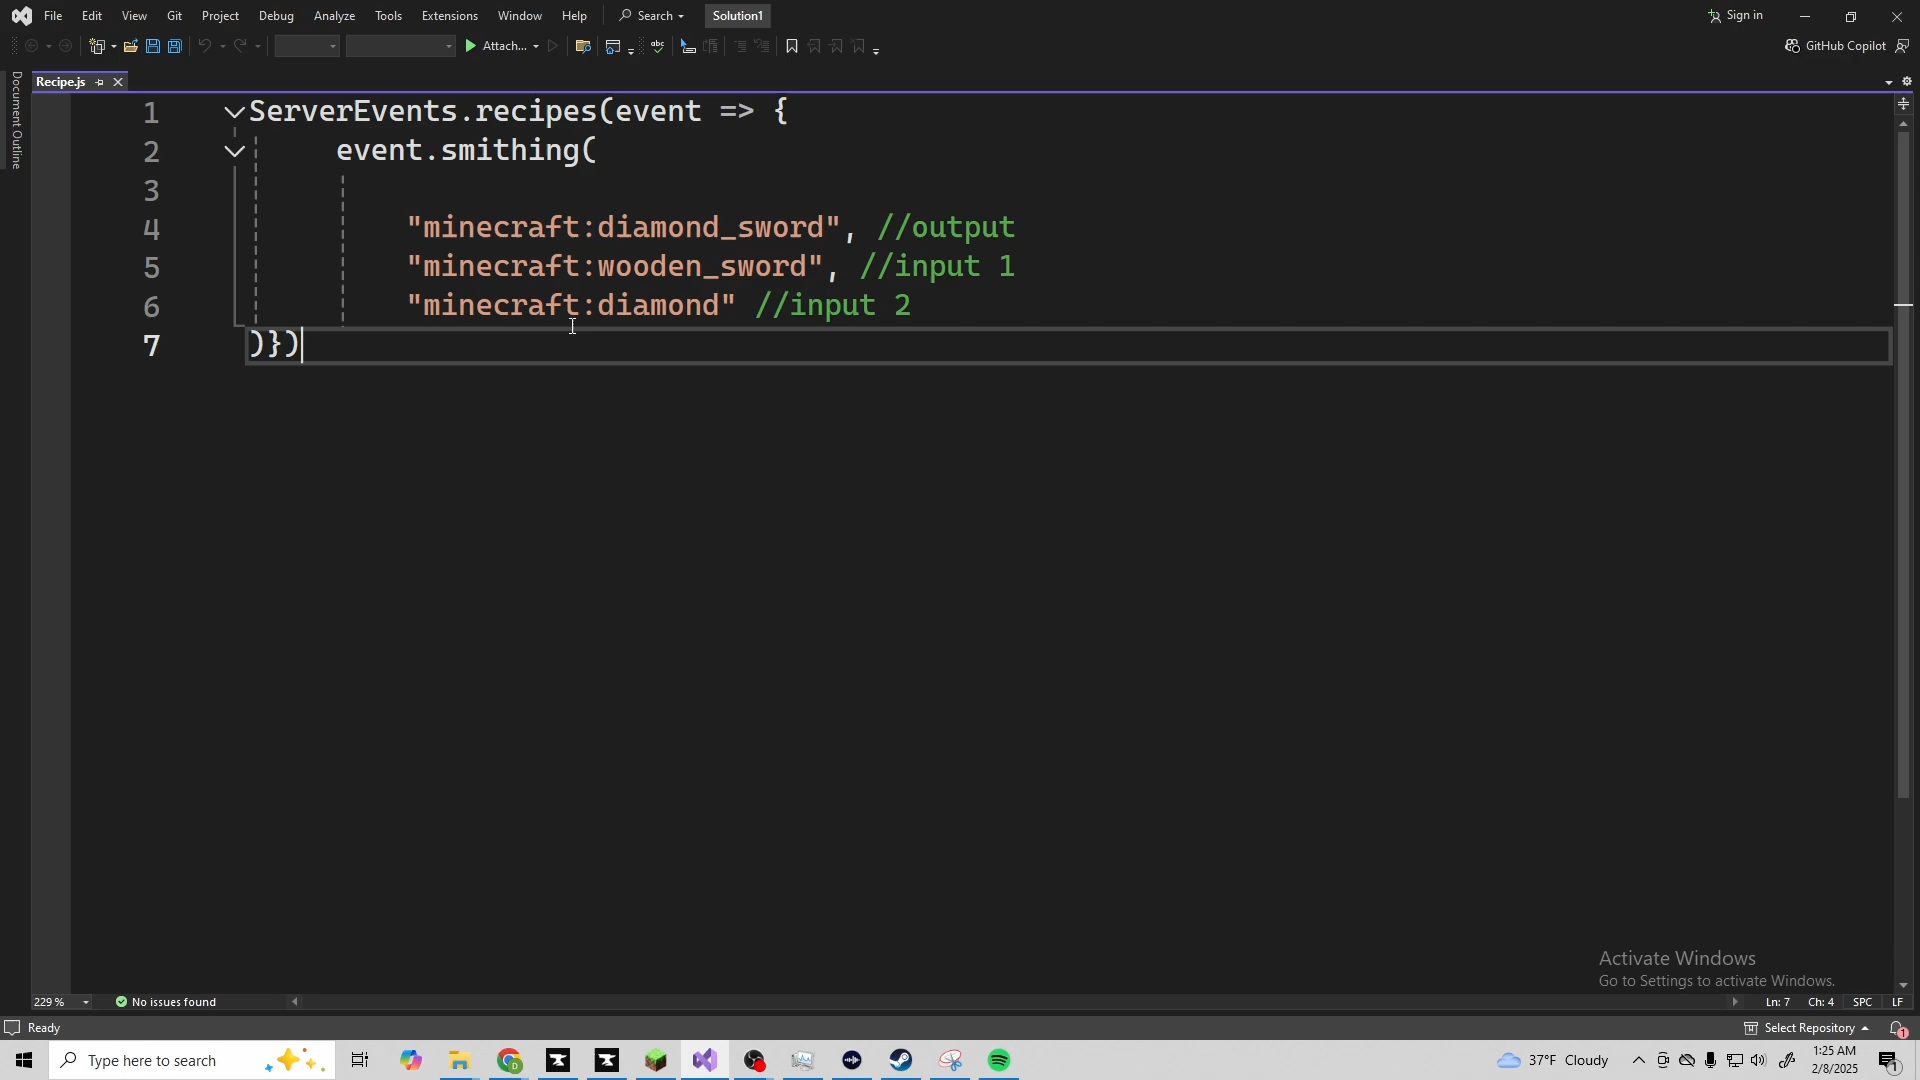 File Edit View Git Project Debug Analyze Tools Extensions Window Help Search Solution1 Sign in
Attach... GitHub Copilot
Document Outline
Recipe.js
1 ServerEvents.recipes(event => {
2 event.smithing(
3
4 "minecraft:diamond_sword", //output
5 "minecraft:wooden_sword", //input 1
6 "minecraft:diamond" //input 2
7 )})
Activate Windows
Go to Settings to activate Windows.
229 % No issues found Ln: 7 Ch: 4 SPC LF
Ready Select Repository 1
Type here to search 37°F Cloudy 1:25 AM
2/8/2025 1